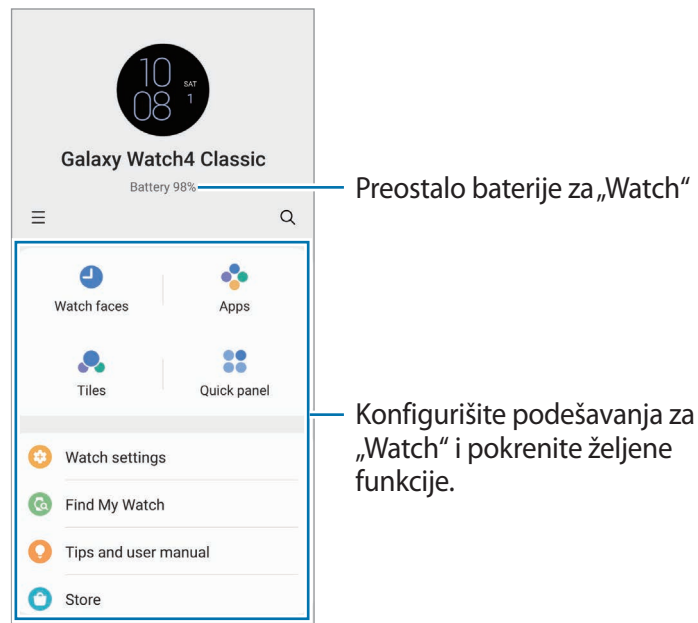 10
08
SAT
1
Galaxy Watch4 Classic
Battery 98%
Preostalo baterije za „Watch“
Watch faces
Apps
Tiles
Quick panel
Konfigurišite podešavanja za
„Watch“ i pokrenite željene
funkcije.
Watch settings
Find My Watch
Tips and user manual
Store